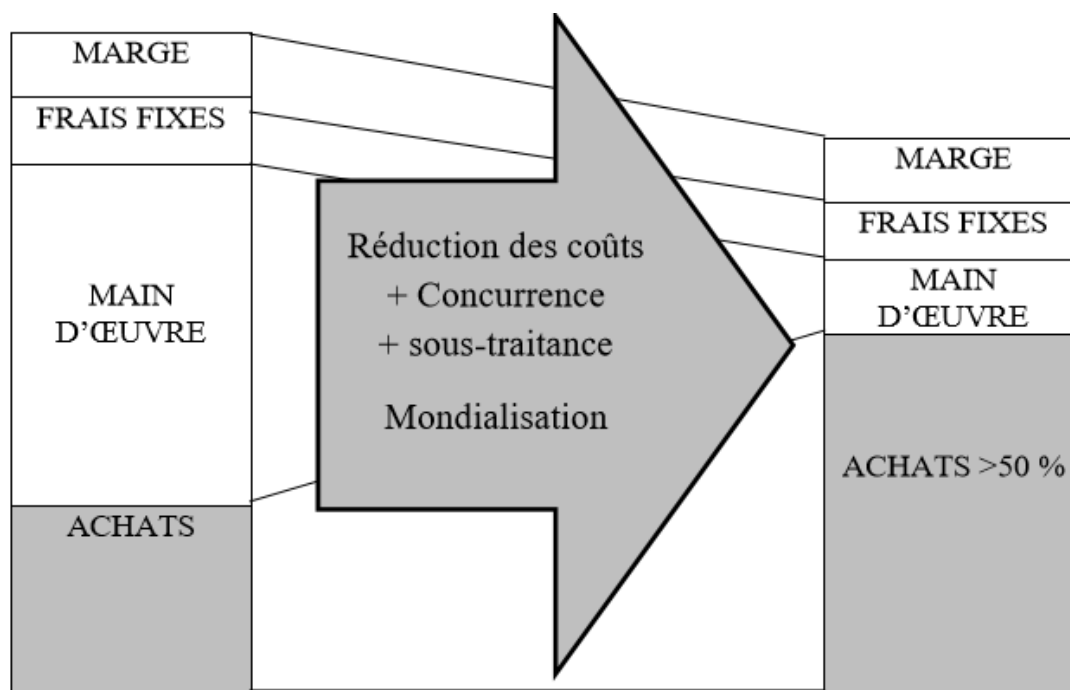 MARGE
FRAIS FIXES
MAIN
D'ŒUVRE
ACHATS
Réduction des coûts
+ Concurrence
+ sous-traitance
Mondialisation
MARGE
FRAIS FIXES
MAIN
D'ŒUVRE
ACHATS >50 %